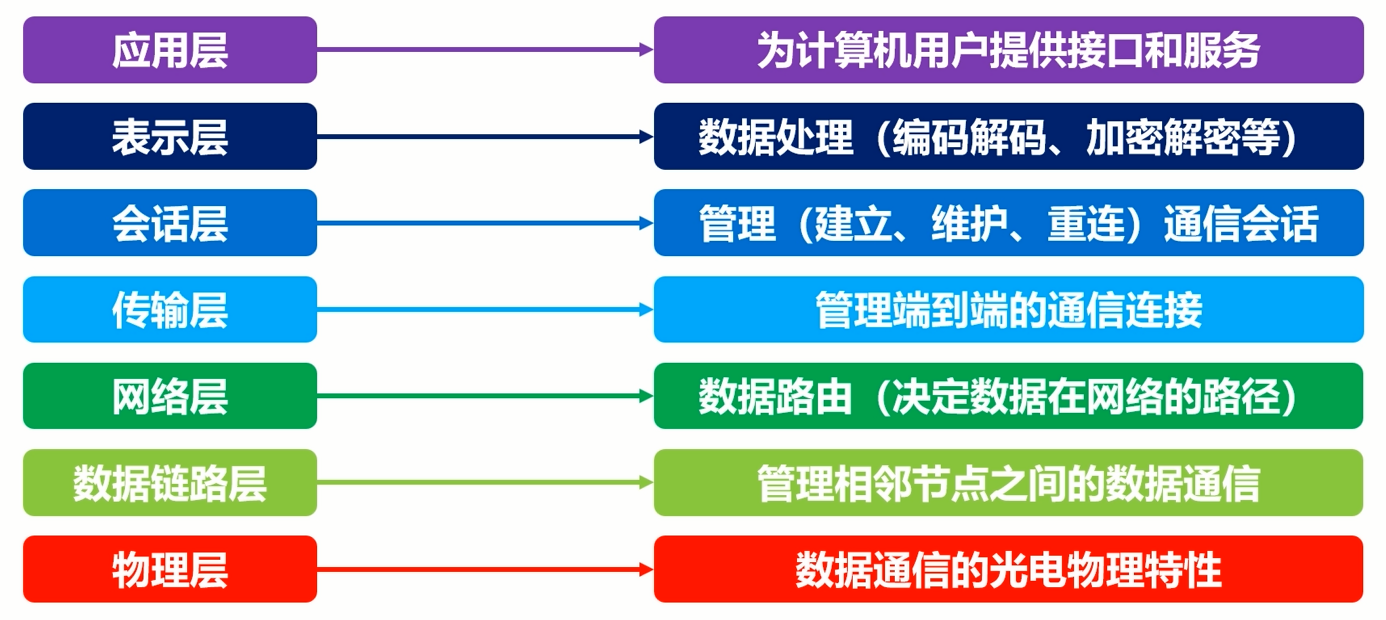 应用层
为计算机用户提供接口和服务
表示层
数据处理（编码解码、加密解密等）
会话层
管理（建立、维护、重连）通信会话
传输层
管理端到端的通信连接
网络层
数据路由（决定数据在网络的路径）
数据链路层
管理相邻节点之间的数据通信
物理层
数据通信的光电物理特性